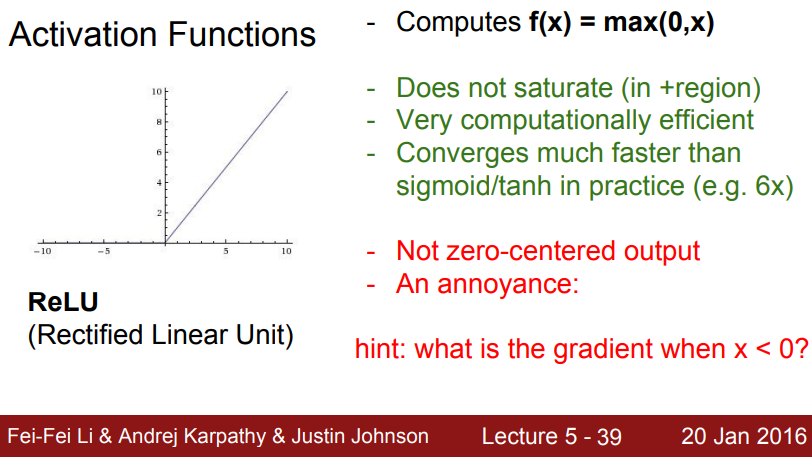 Activation Functions
10
8
6
4
2
−10 −5 5 10
ReLU
(Rectified Linear Unit)
- Computes f(x) = max(0,x)
- Does not saturate (in +region)
- Very computationally efficient
- Converges much faster than
sigmoid/tanh in practice (e.g. 6x)
- Not zero-centered output
- An annoyance:
hint: what is the gradient when x < 0?
Fei-Fei Li & Andrej Karpathy & Justin Johnson Lecture 5 - 39 20 Jan 2016